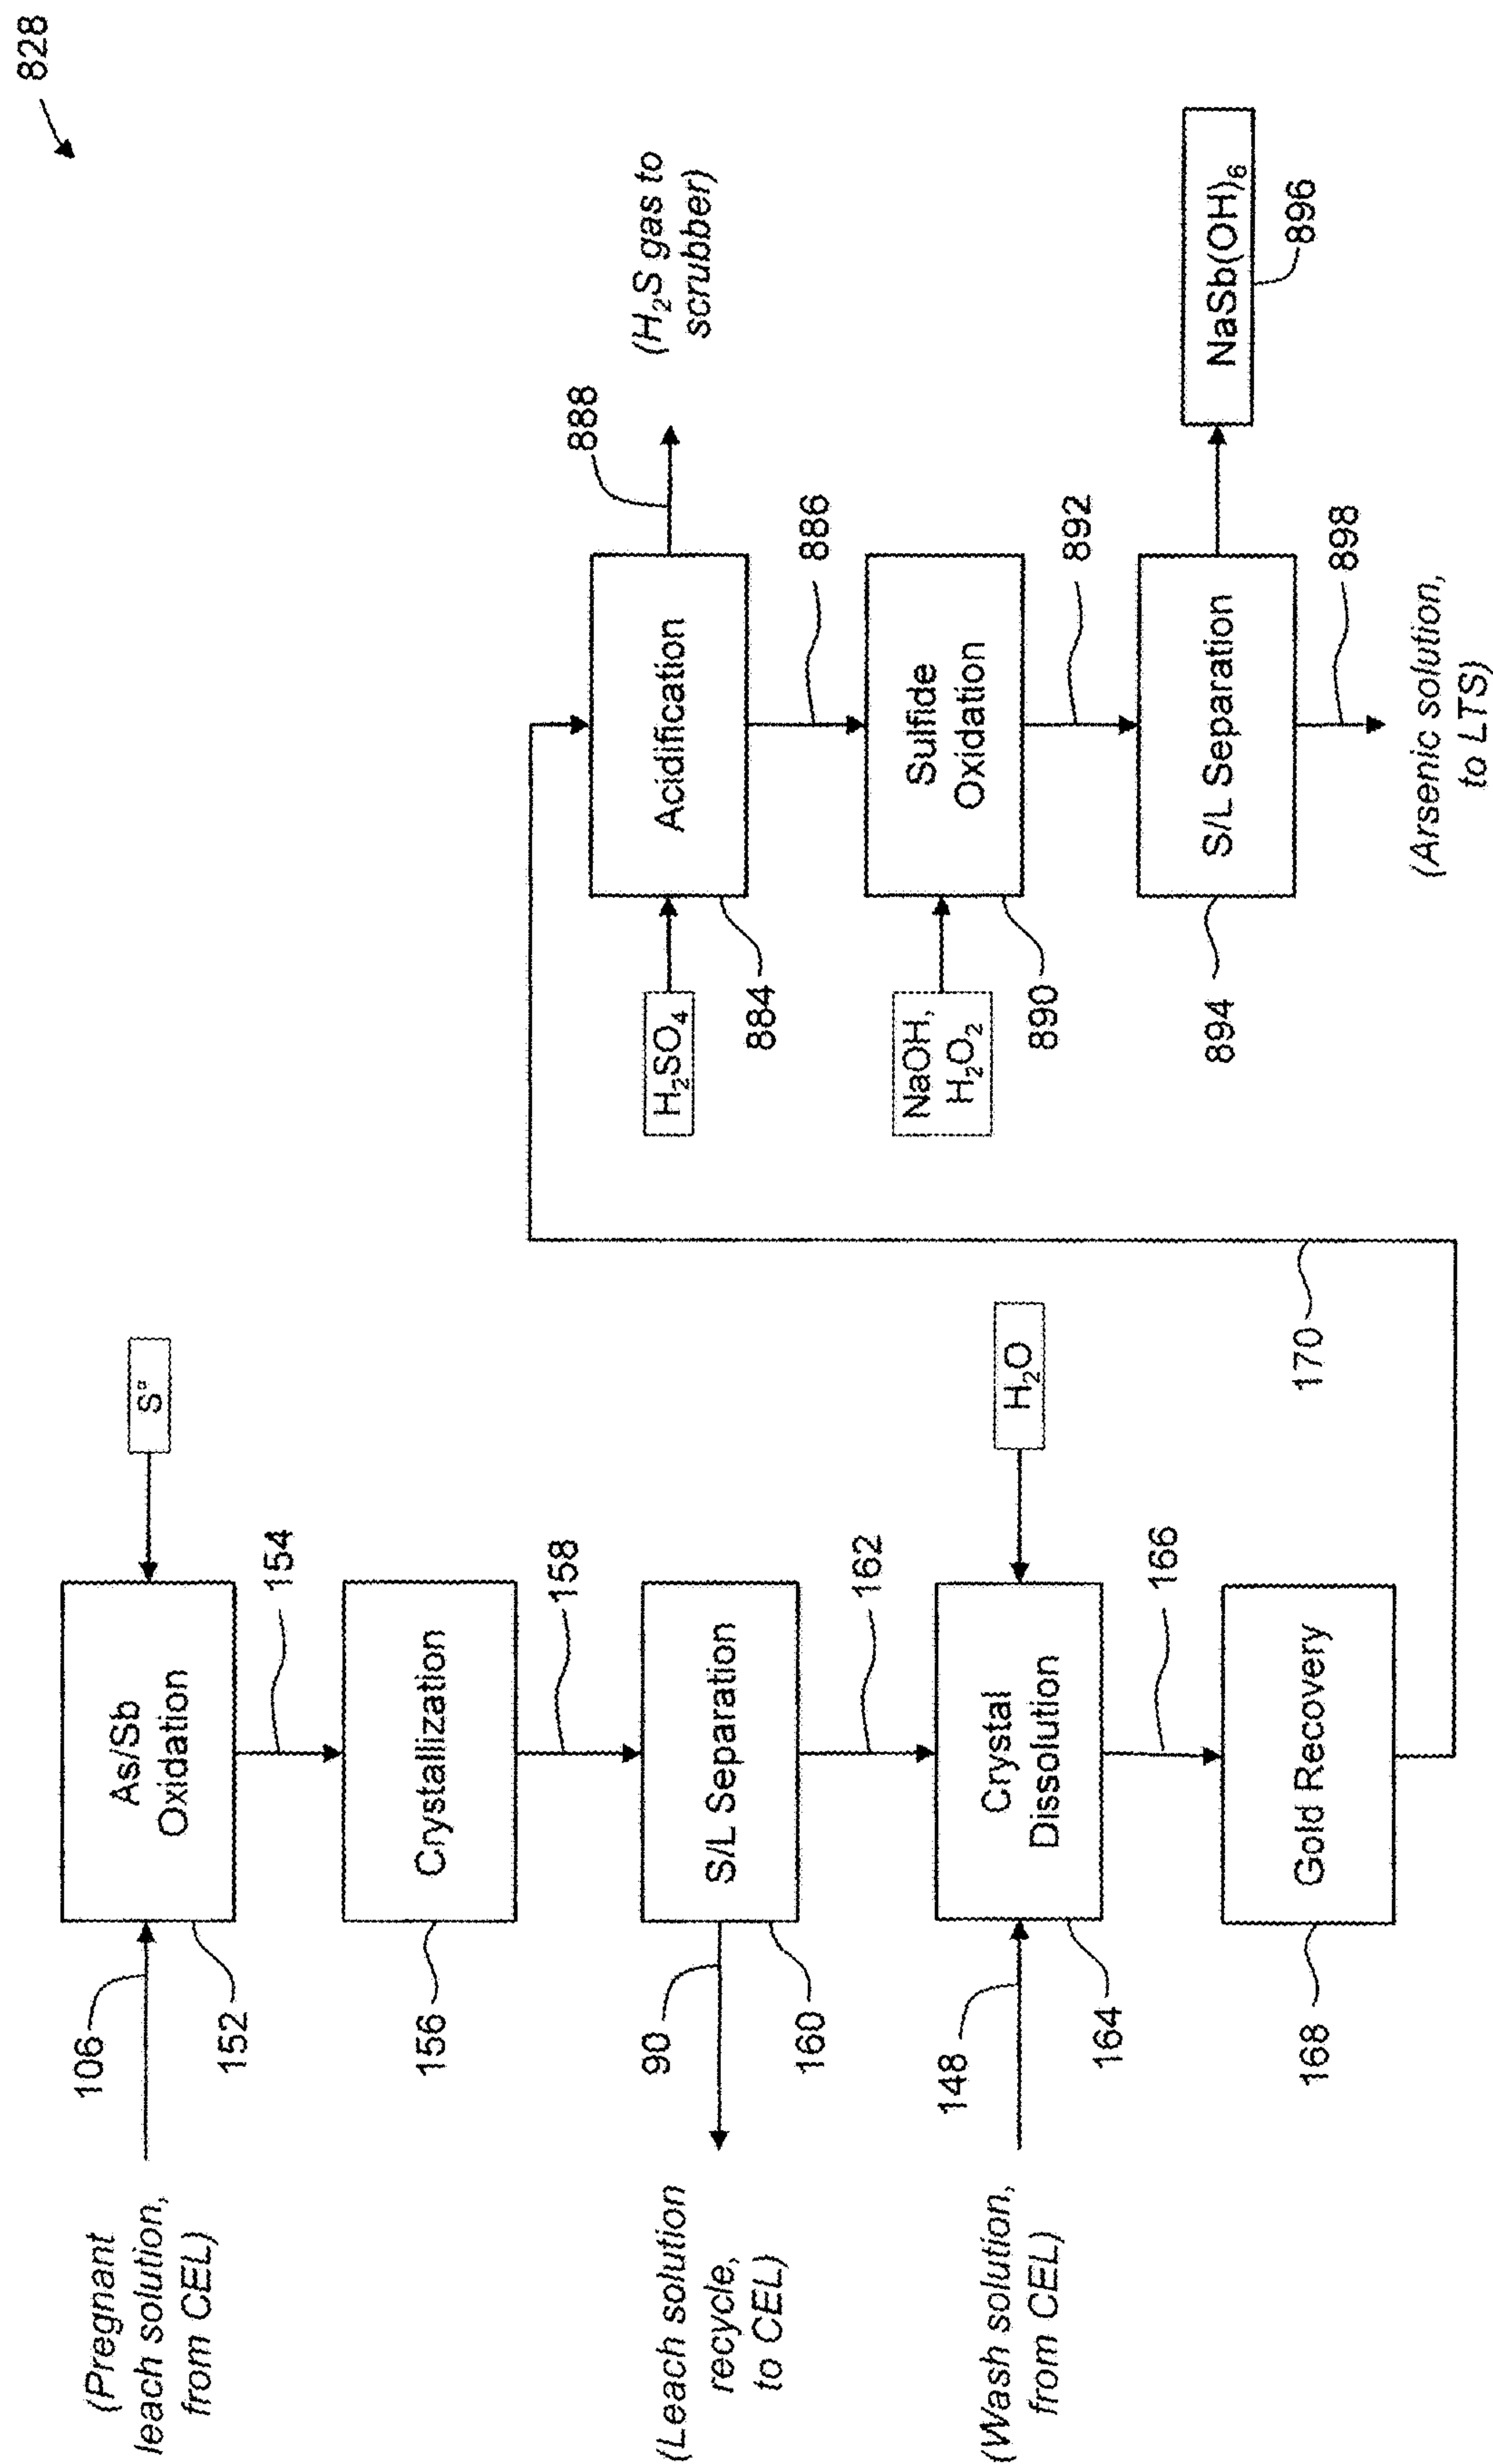 828
(Pregnant
leach solution,
from CEL)
106
152
As/Sb
Oxidation
S°
154
156
Crystallization
158
(Leach solution
recycle,
to CEL)
90
160
S/L Separation
162
(Wash solution,
from CEL)
148
164
Crystal
Dissolution
H₂O
166
168
Gold Recovery
170
H₂SO₄
884
Acidification
888
(H₂S gas to
scrubber)
886
NaOH,
H₂O₂
890
Sulfide
Oxidation
892
894
S/L Separation
NaSb(OH)₆
896
898
(Arsenic solution,
to LTS)